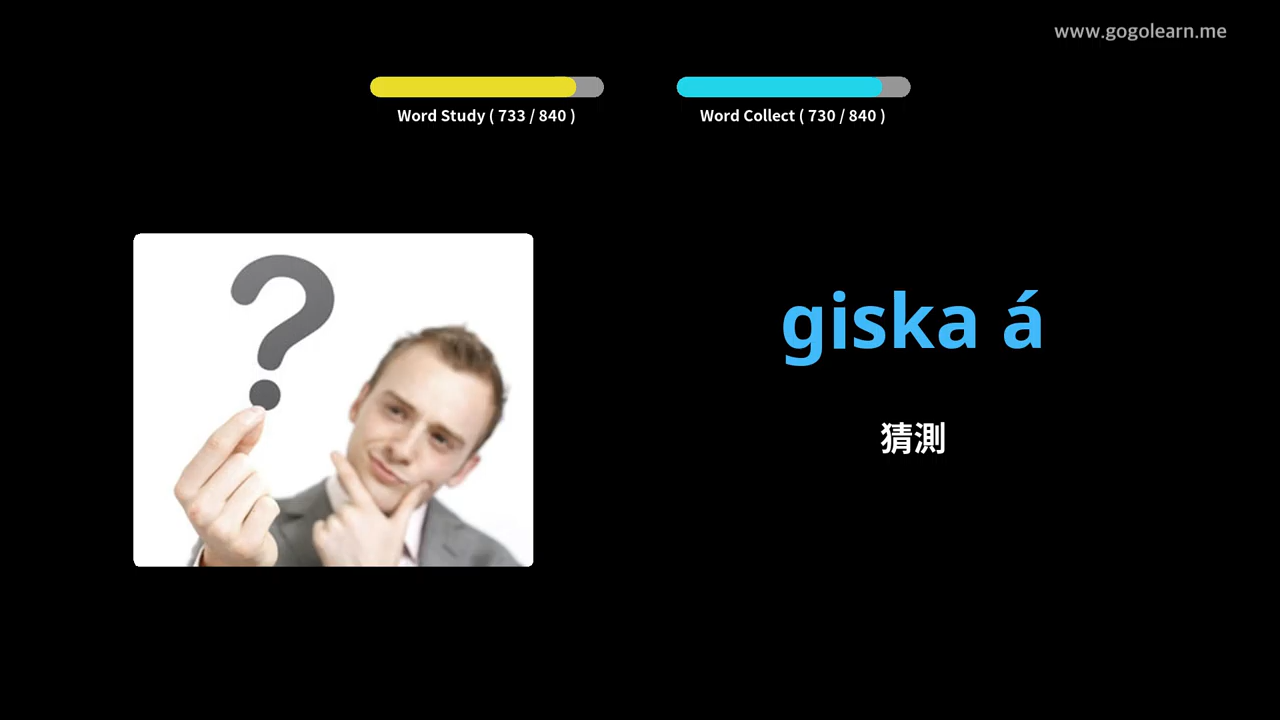 www.gogolearn.me
Word Study ( 733 / 840 )
Word Collect ( 730 / 840 )
?
giska á
猜測